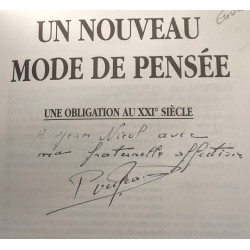 UN NOUVEAU
MODE DE PENSÉE
UNE OBLIGATION AU XXIᵉ SIÈCLE
A Jean Nicol avec
ma fraternelle affection